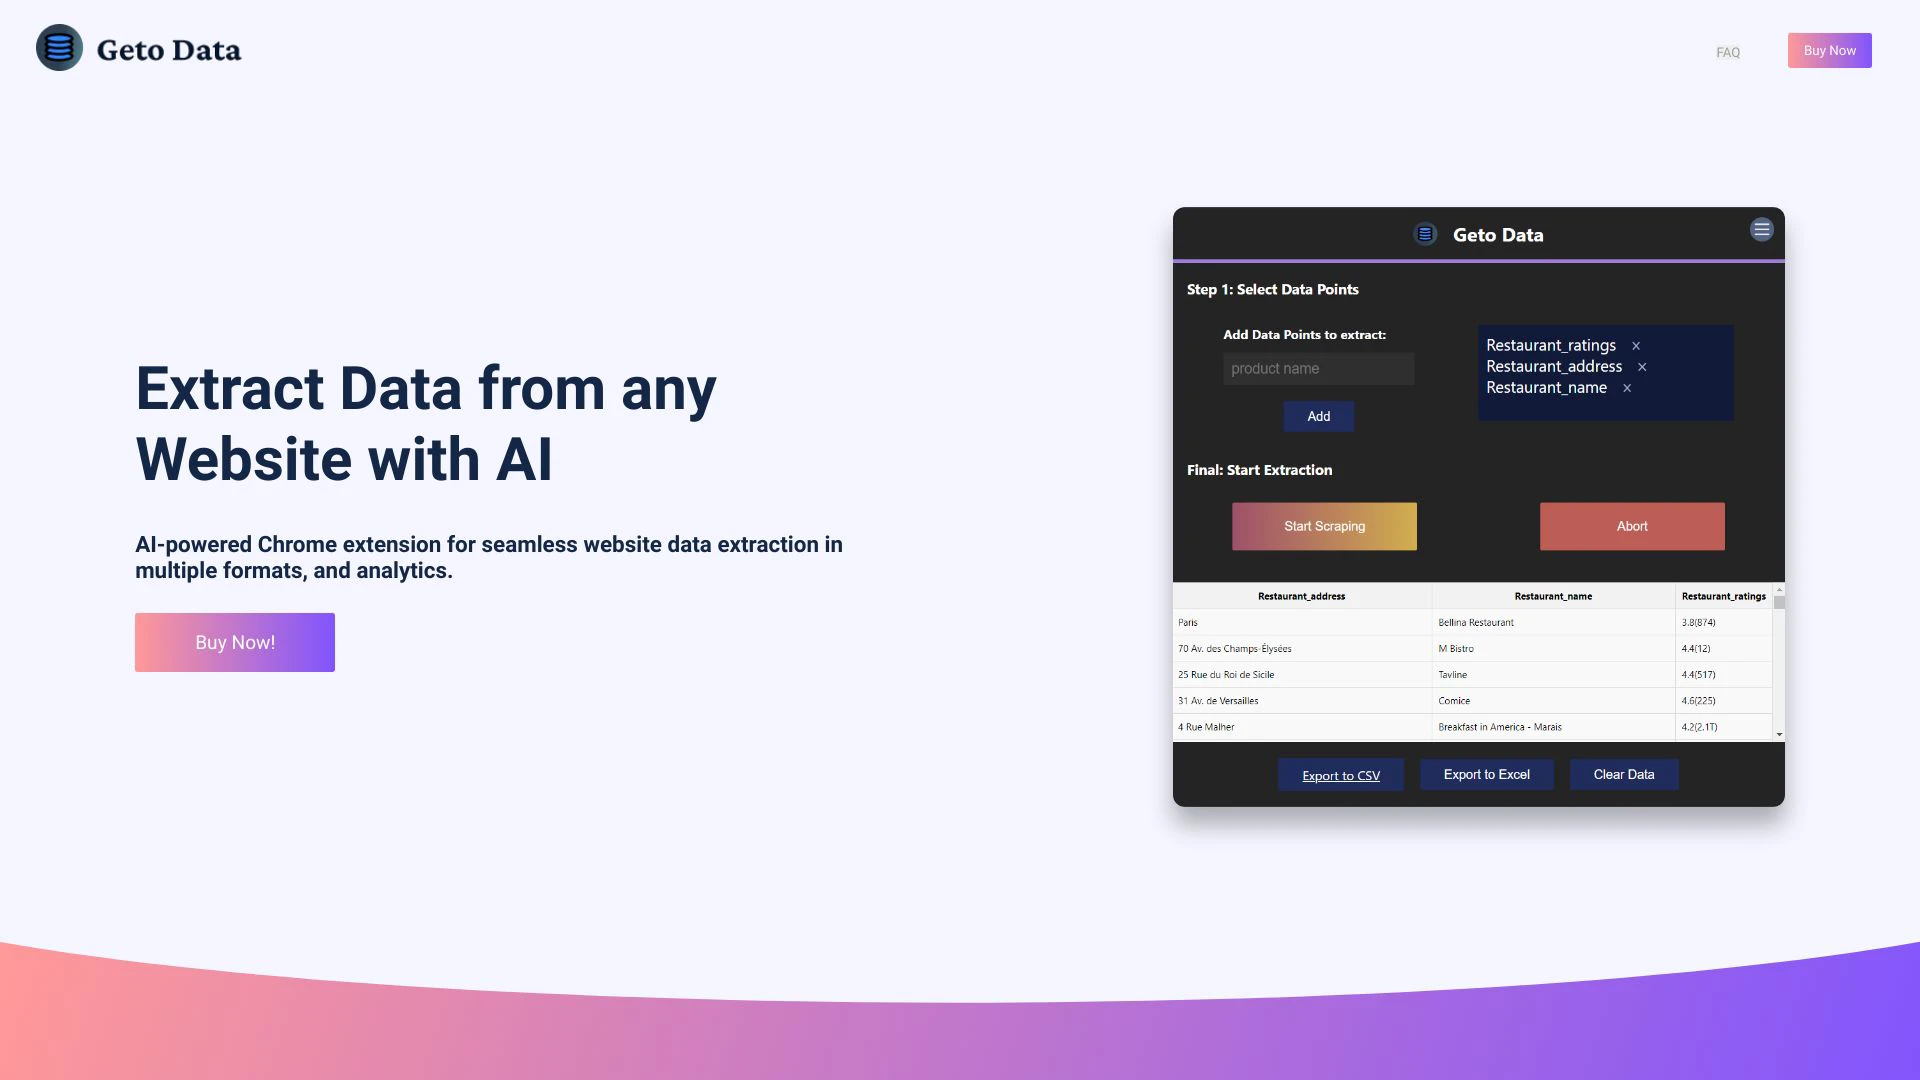 Geto Data
FAQ
Buy Now
Extract Data from any
Website with AI
AI-powered Chrome extension for seamless website data extraction in
multiple formats, and analytics.
Buy Now!
Geto Data
Step 1: Select Data Points
Add Data Points to extract:
product name
Add
Restaurant_ratings ×
Restaurant_address ×
Restaurant_name ×
Final: Start Extraction
Start Scraping
Abort
Restaurant_address Restaurant_name Restaurant_ratings
Paris Bellina Restaurant 3.8(874)
70 Av. des Champs-Élysées M Bistro 4.4(12)
25 Rue du Roi de Sicile Tavline 4.4(517)
31 Av. de Versailles Comice 4.6(225)
4 Rue Malher Breakfast in America - Marais 4.2(2.1T)
Export to CSV
Export to Excel
Clear Data